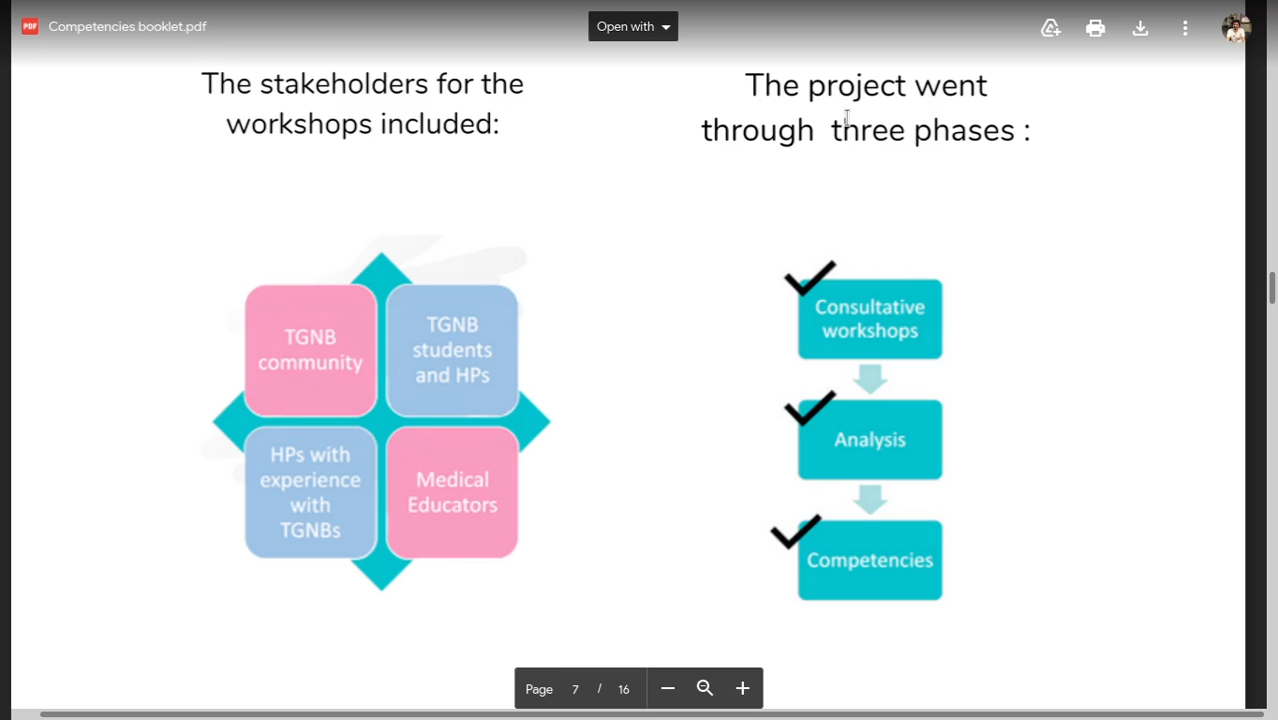 PDF Competencies booklet.pdf
Open with
The stakeholders for the
workshops included:
TGNB
community
TGNB
students
and HPs
HPs with
experience
with
TGNBs
Medical
Educators
The project went
through three phases :
Consultative
workshops
Analysis
Competencies
Page 7 / 16